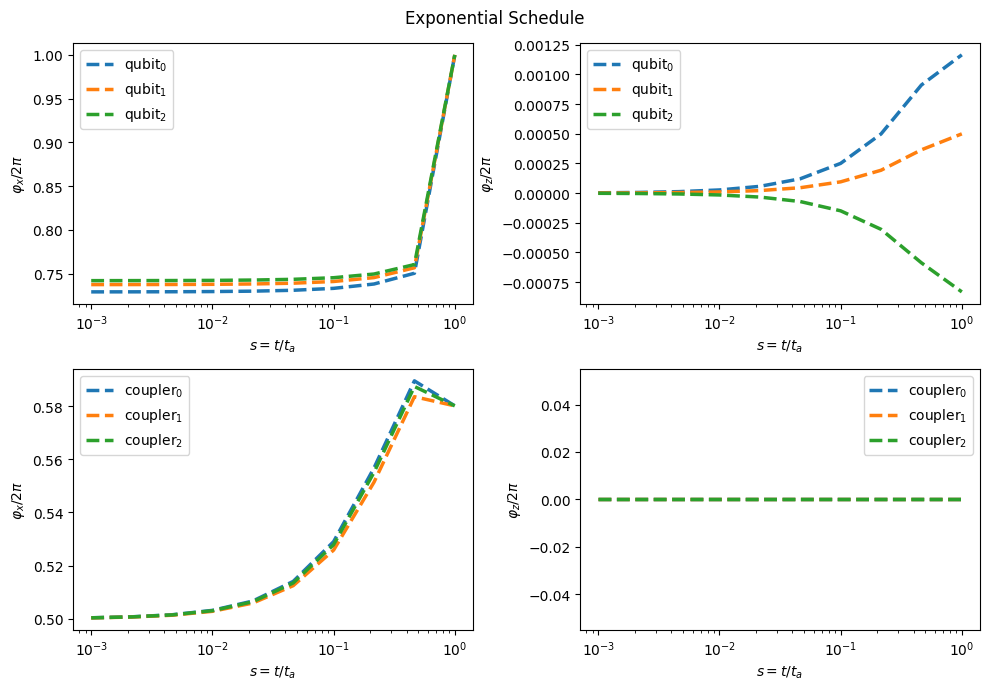 Exponential Schedule
1.00
0.95
0.90
0.85
0.80
0.75
φx/2π
qubit0
qubit1
qubit2
10⁻³
10⁻²
10⁻¹
10⁰
s = t/ta
0.00125
0.00100
0.00075
0.00050
0.00025
0.00000
−0.00025
−0.00050
−0.00075
φz/2π
qubit0
qubit1
qubit2
10⁻³
10⁻²
10⁻¹
10⁰
s = t/ta
0.58
0.56
0.54
0.52
0.50
φx/2π
coupler0
coupler1
coupler2
10⁻³
10⁻²
10⁻¹
10⁰
s = t/ta
0.04
0.02
0.00
−0.02
−0.04
φz/2π
coupler0
coupler1
coupler2
10⁻³
10⁻²
10⁻¹
10⁰
s = t/ta